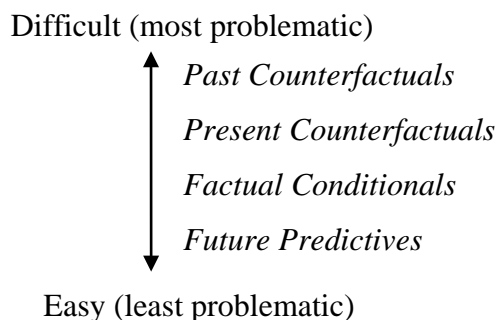 Difficult (most problematic)
Past Counterfactuals
Present Counterfactuals
Factual Conditionals
Future Predictives
Easy (least problematic)